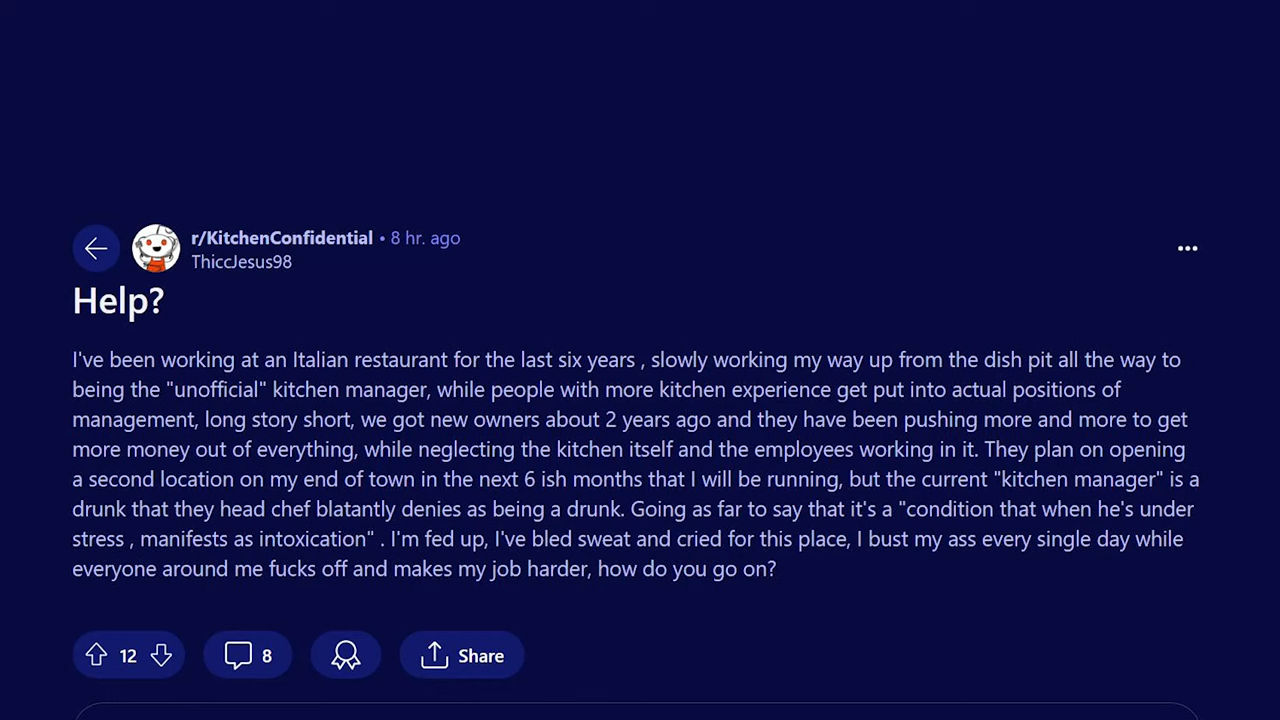 r/KitchenConfidential • 8 hr. ago
ThiccJesus98
Help?
I've been working at an Italian restaurant for the last six years , slowly working my way up from the dish pit all the way to
being the "unofficial" kitchen manager, while people with more kitchen experience get put into actual positions of
management, long story short, we got new owners about 2 years ago and they have been pushing more and more to get
more money out of everything, while neglecting the kitchen itself and the employees working in it. They plan on opening
a second location on my end of town in the next 6 ish months that I will be running, but the current "kitchen manager" is a
drunk that they head chef blatantly denies as being a drunk. Going as far to say that it's a "condition that when he's under
stress , manifests as intoxication" . I'm fed up, I've bled sweat and cried for this place, I bust my ass every single day while
everyone around me fucks off and makes my job harder, how do you go on?
12
8
Share